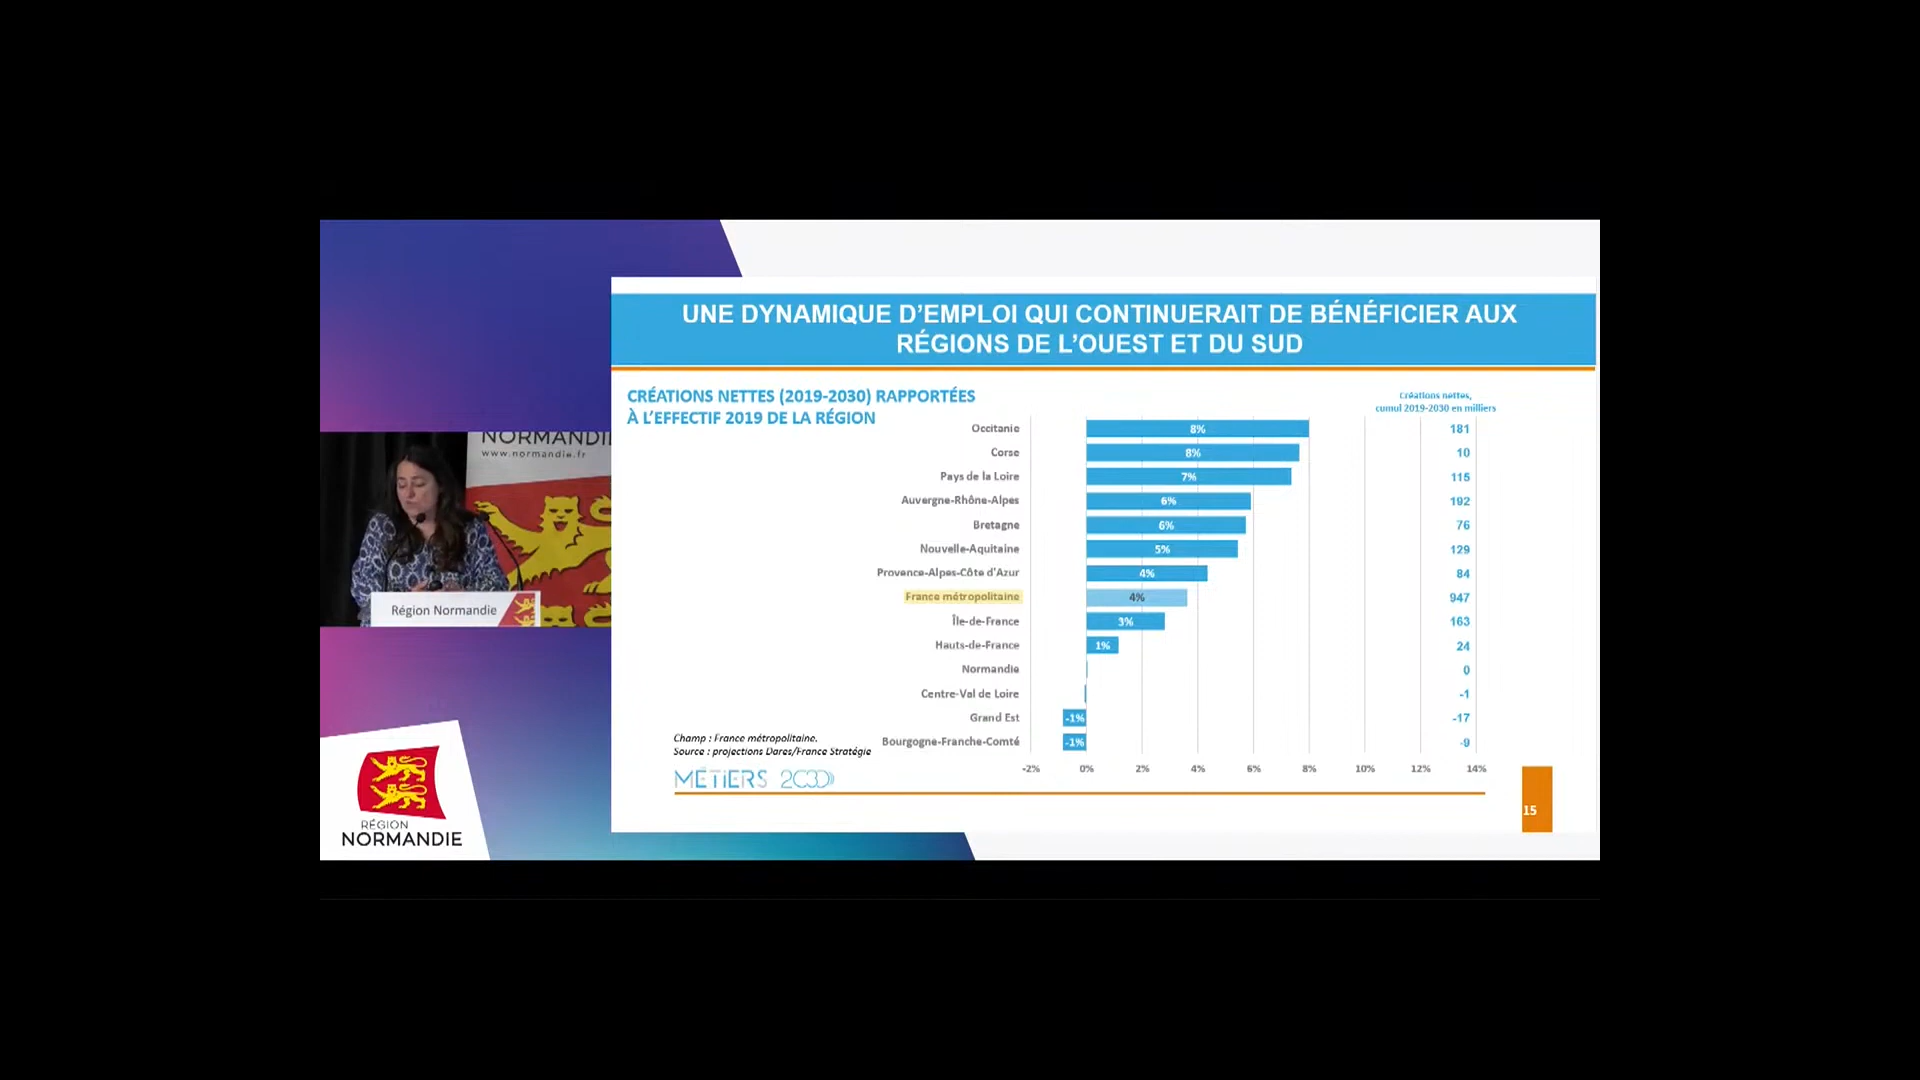 UNE DYNAMIQUE D’EMPLOI QUI CONTINUERAIT DE BÉNÉFICIER AUX
RÉGIONS DE L’OUEST ET DU SUD
CRÉATIONS NETTES (2019-2030) RAPPORTÉES
À L’EFFECTIF 2019 DE LA RÉGION
Créations nettes,
cumul 2019-2030 en milliers
Occitanie 8% 181
Corse 8% 10
Pays de la Loire 7% 115
Auvergne-Rhône-Alpes 6% 192
Bretagne 6% 76
Nouvelle-Aquitaine 5% 129
Provence-Alpes-Côte d'Azur 4% 84
France métropolitaine 4% 947
Île-de-France 3% 163
Hauts-de-France 1% 24
Normandie 0
Centre-Val de Loire -1
Grand Est -1% -17
Bourgogne-Franche-Comté -1% -9
-2% 0% 2% 4% 6% 8% 10% 12% 14%
Champ : France métropolitaine.
Source : projections Dares/France Stratégie
MÉTIERS 2030
15
NORMANDIE
www.normandie.fr
Région Normandie
RÉGION
NORMANDIE